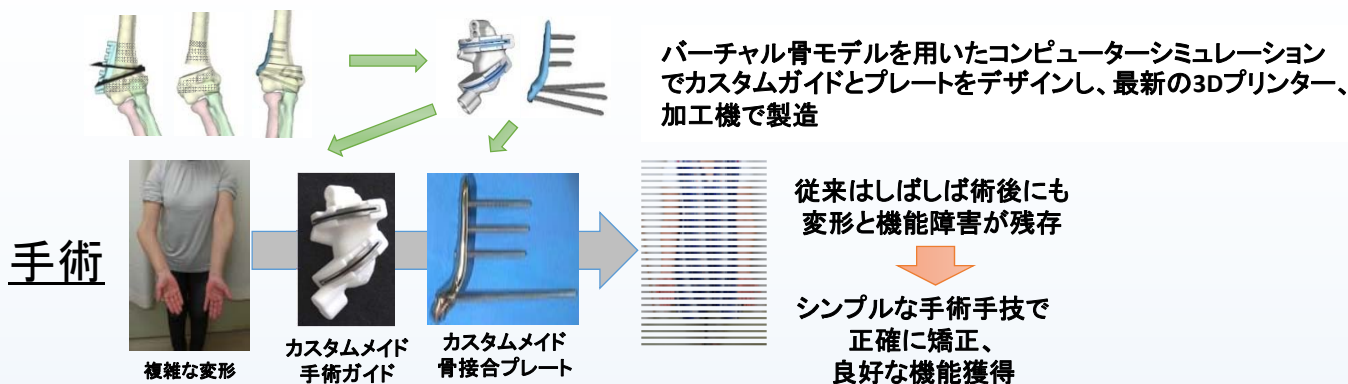 バーチャル骨モデルを用いたコンピューターシミュレーション
でカスタムガイドとプレートをデザインし、最新の3Dプリンター、
加工機で製造
手術
複雑な変形
カスタムメイド
手術ガイド
カスタムメイド
骨接合プレート
従来はしばしば術後にも
変形と機能障害が残存
シンプルな手術手技で
正確に矯正、
良好な機能獲得